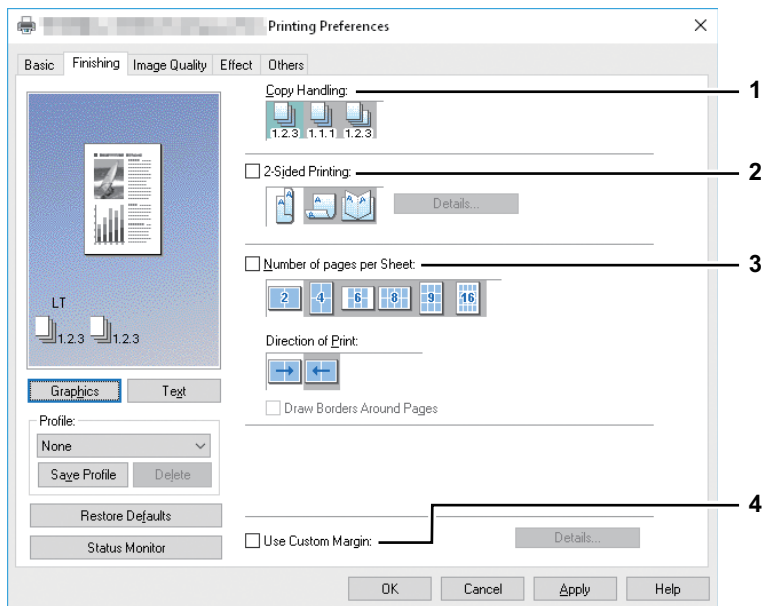 Printing Preferences
Basic Finishing Image Quality Effect Others
Copy Handling:
1
1.2.3 1.1.1 1.2.3
2-Sided Printing:
2
A A A A A
Details...
Number of pages per Sheet:
3
2 4 6 8 9 16
LT
1.2.3 1.2.3
Direction of Print:
Graphics Text
Draw Borders Around Pages
Profile:
None
Save Profile Delete
Restore Defaults
4
Use Custom Margin:
Details...
Status Monitor
OK Cancel Apply Help